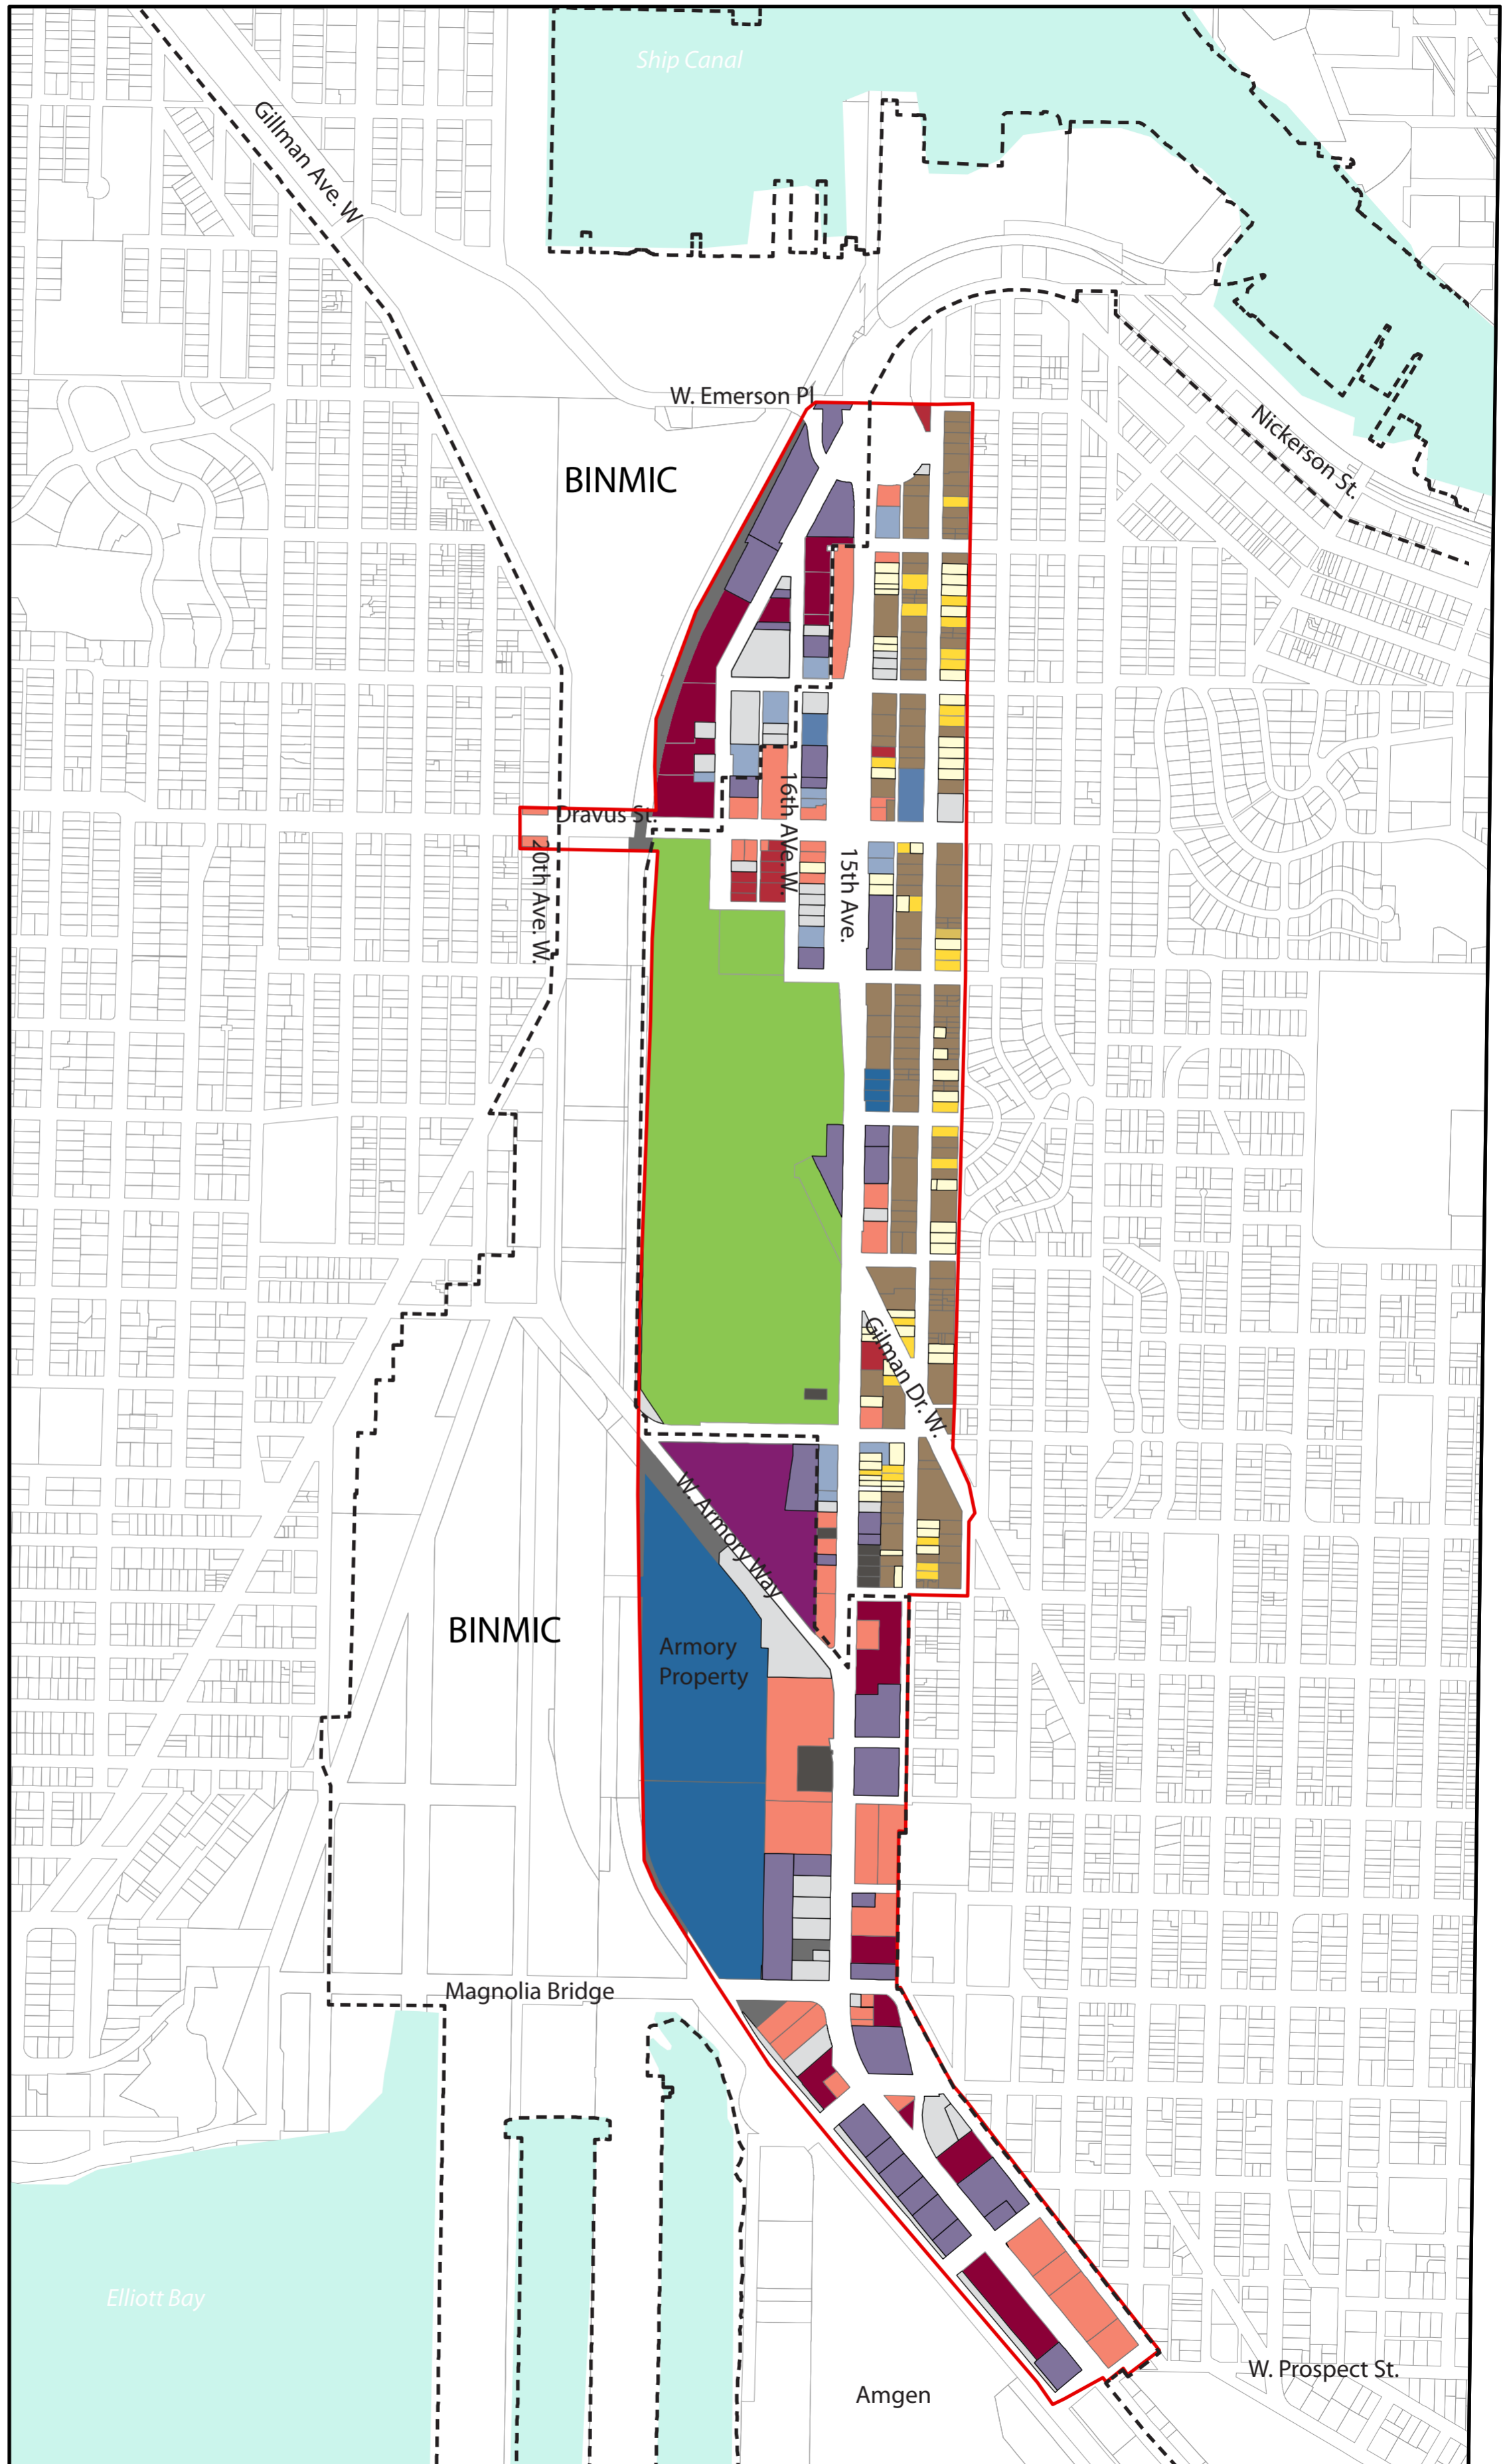 Ship Canal
Gillman Ave. W
W. Emerson Pl
BINMIC
Nickerson St.
Dravus St.
16th AVe. W.
20th Ave. W.
15th Ave.
Gilman Dr. W.
W. Armory Way
BINMIC
Armory
Property
Magnolia Bridge
Elliott Bay
W. Prospect St.
Amgen